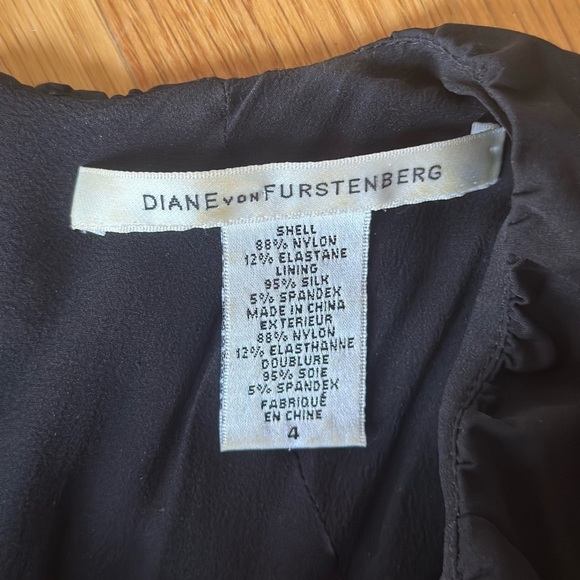 DIANE VON FURSTENBERG
SHELL
88% NYLON
12% ELASTANE
LINING
95% SILK
5% SPANDEX
MADE IN CHINA
EXTERIEUR
88% NYLON
12% ELASTHANNE
DOUBLURE
95% SOIE
5% SPANDEX
FABRIQUÉ
EN CHINE
4